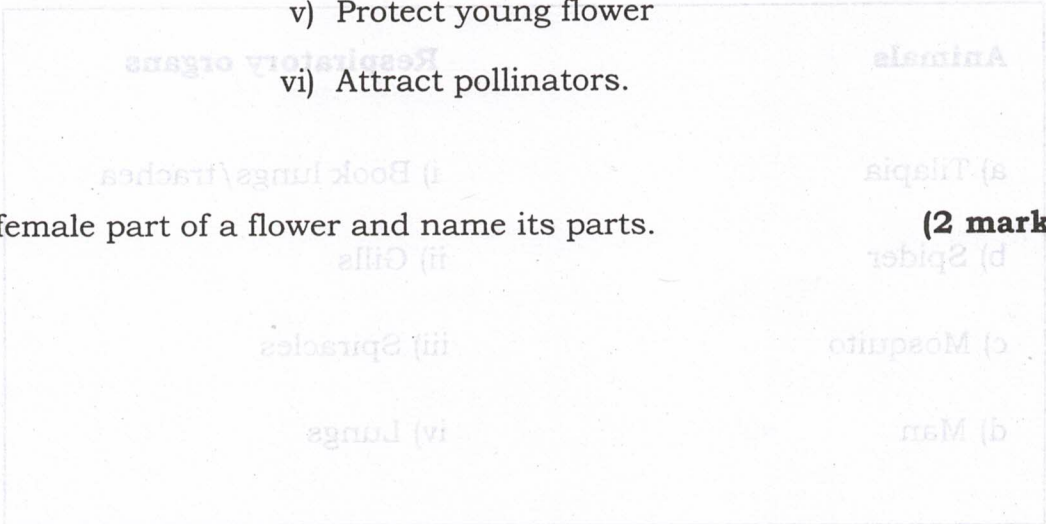 v) Protect young flower
Respiratory organs Animals
vi) Attract pollinators.
i) Book lungs\trachea a) Tilapia
female part of a flower and name its parts. (2 mark
ii) Gills b) Spider
iii) Spiracles c) Mosquito
iv) Lungs d) Man